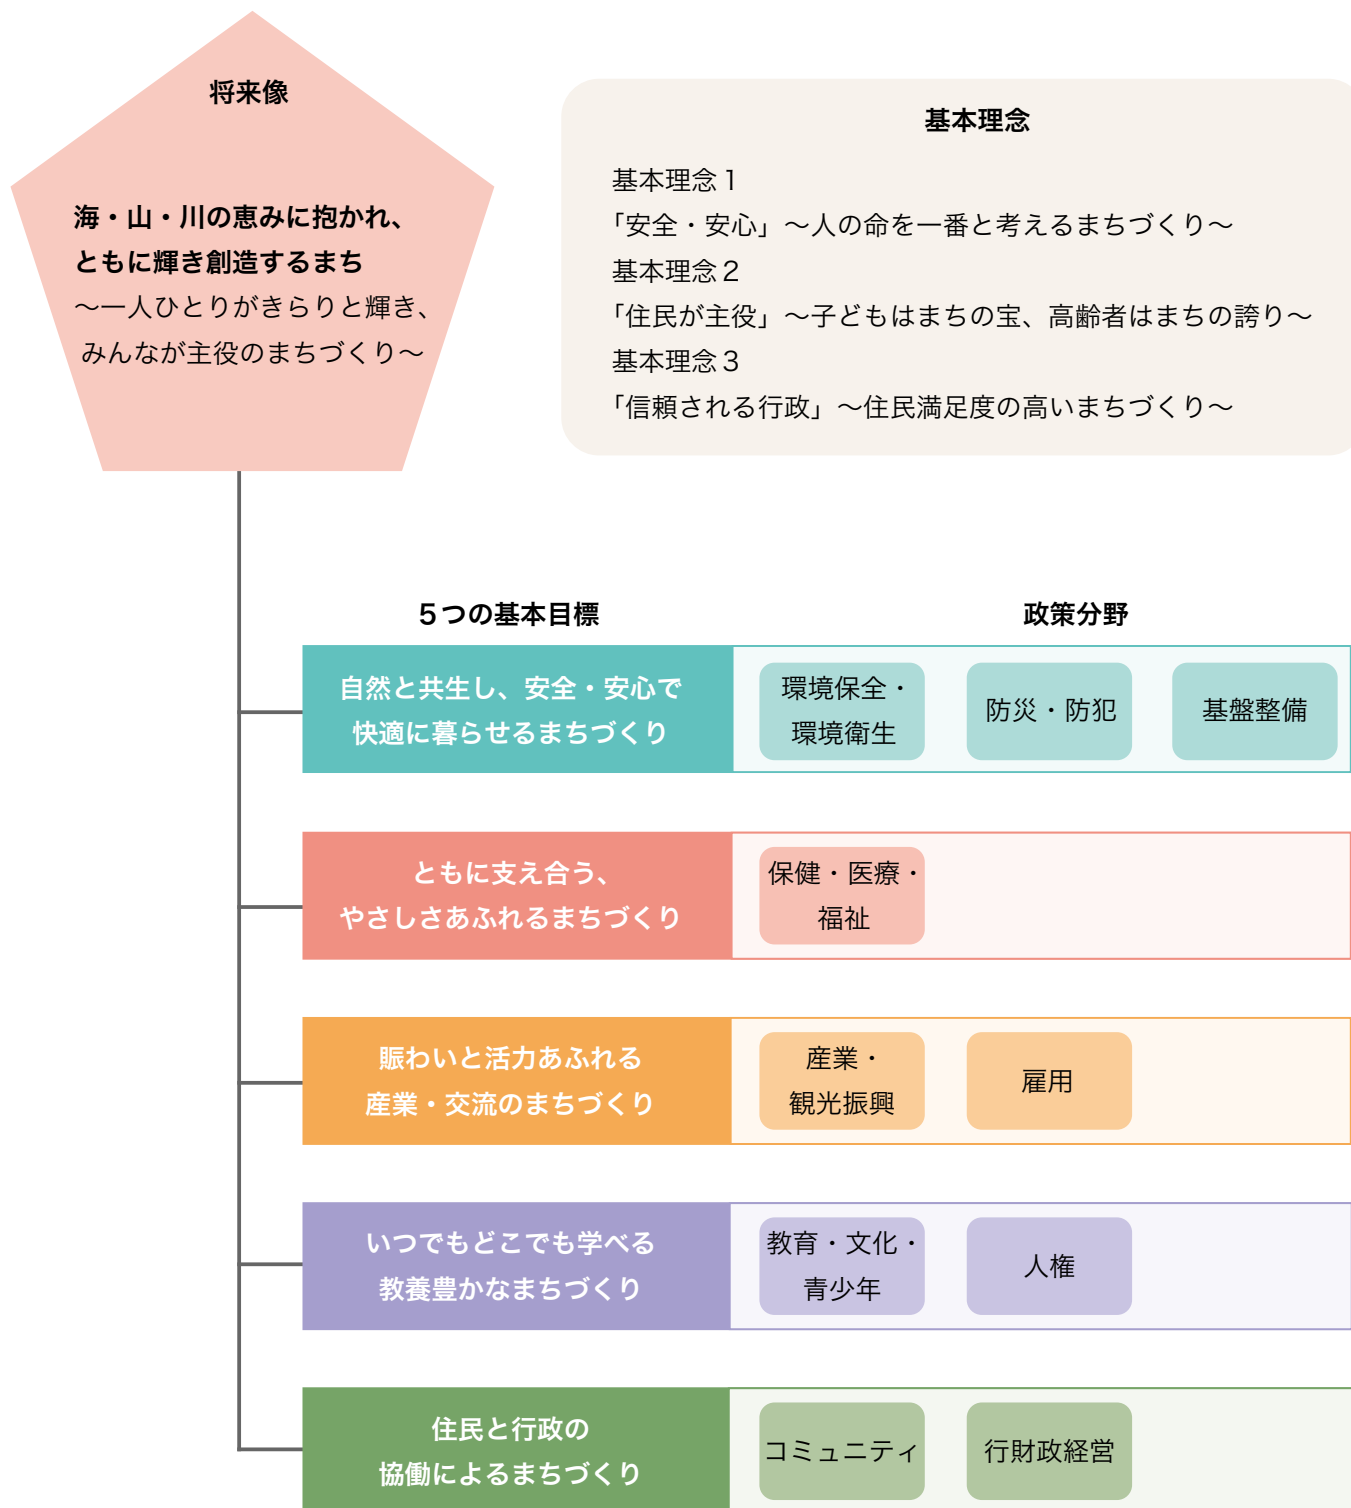 将来像
海・山・川の恵みに抱かれ、
ともに輝き創造するまち
～一人ひとりがきらりと輝き、
みんなが主役のまちづくり～
基本理念
基本理念１
「安全・安心」～人の命を一番と考えるまちづくり～
基本理念２
「住民が主役」～子どもはまちの宝、高齢者はまちの誇り～
基本理念３
「信頼される行政」～住民満足度の高いまちづくり～
５つの基本目標
政策分野
自然と共生し、安全・安心で
快適に暮らせるまちづくり
環境保全・
環境衛生
防災・防犯
基盤整備
ともに支え合う、
やさしさあふれるまちづくり
保健・医療・
福祉
賑わいと活力あふれる
産業・交流のまちづくり
産業・
観光振興
雇用
いつでもどこでも学べる
教養豊かなまちづくり
教育・文化・
青少年
人権
住民と行政の
協働によるまちづくり
コミュニティ
行財政経営